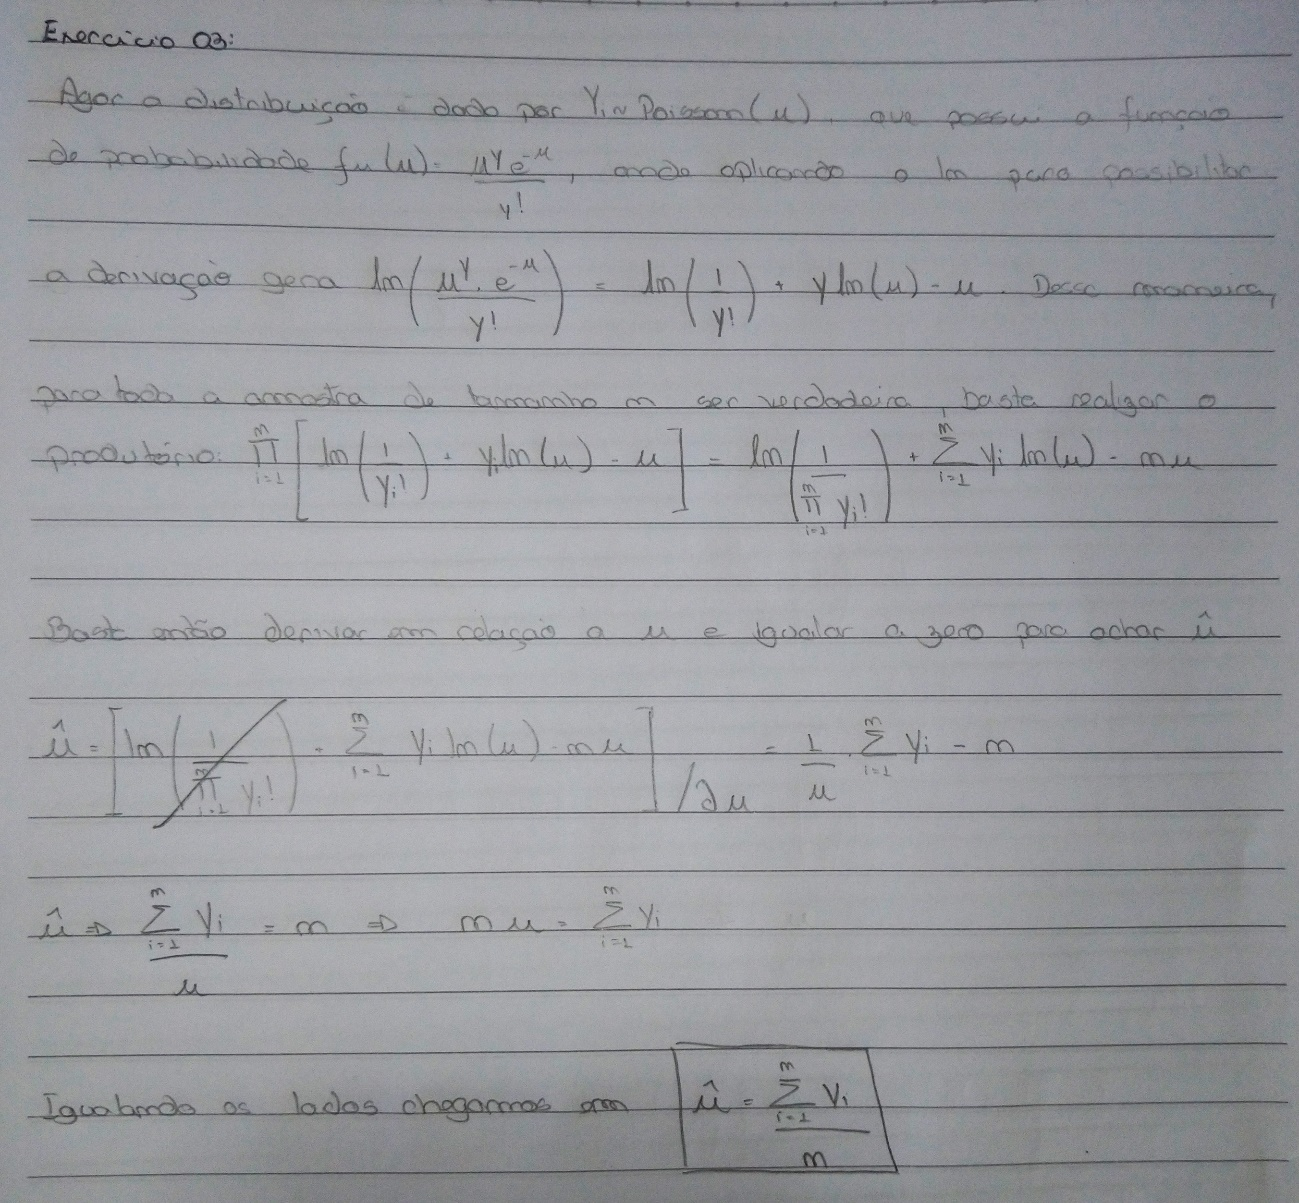 Exercício 03:
Agora a distribuição é dada por Yi ~ Poisson(μ), que possui a função
de probabilidade fμ(μ) = μ^y e^-μ / y!, onde aplicando o ln para possibilitar
a derivação gera ln(μ^y . e^-μ / y!) = ln(1/y!) + y ln(μ) - μ. Dessa maneira,
para toda a amostra de tamanho n ser verdadeira, basta realizar o
produtório: ∏ i=1 n [ln(1/yi!) + yi ln(μ) - μ] = ln(1/∏ i=1 n yi!) + Σ i=1 n yi ln(μ) - nμ
Basta então derivar em relação a μ e igualar a zero para achar μ̂
μ̂ = [ln(1/∏ i=1 n yi!) + Σ i=1 n yi ln(μ) - nμ] /∂μ = 1/μ . Σ i=1 n yi - n
μ̂ ⇒ Σ i=1 n yi / μ = n ⇒ nμ = Σ i=1 n yi
Igualando os lados chegamos em μ̂ = Σ i=1 n yi / n